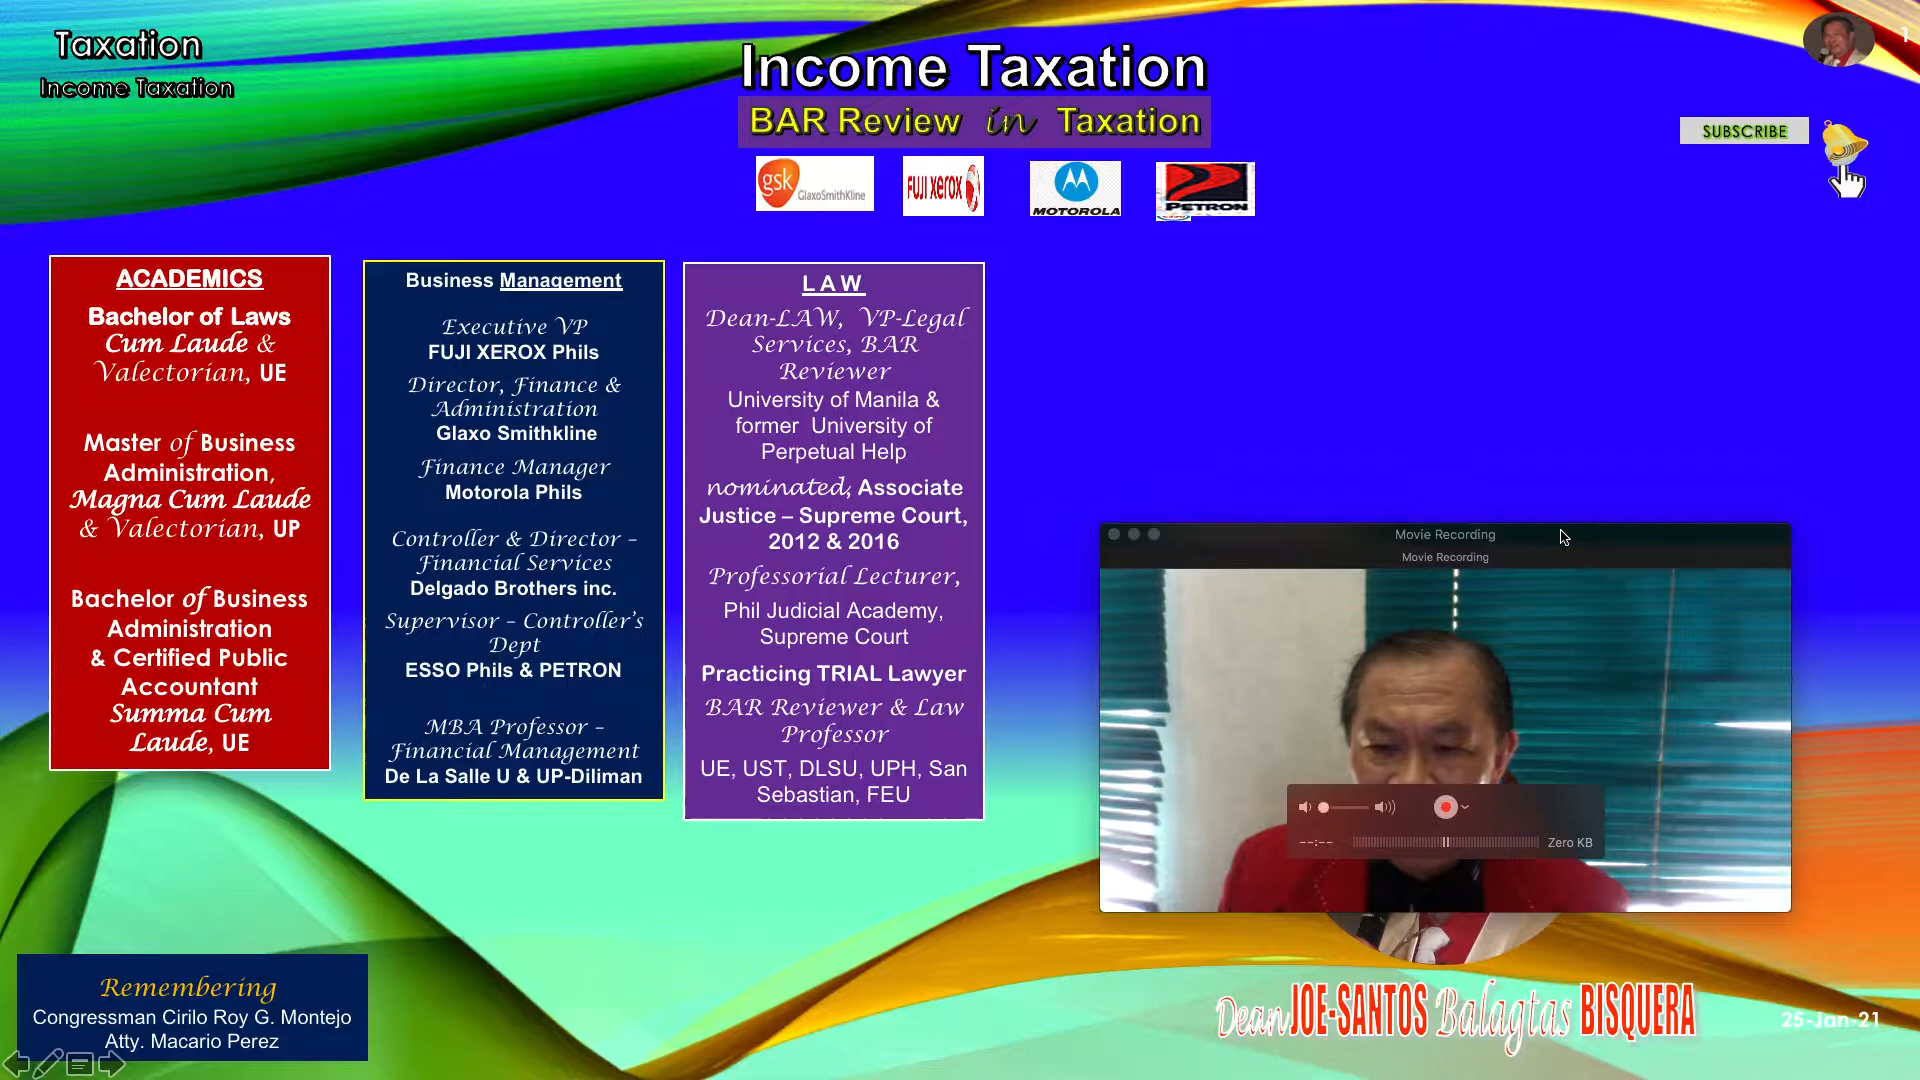 Taxation
Income Taxation
Income Taxation
BAR Review in Taxation
1
SUBSCRIBE
gsk GlaxoSmithKline
FUJI XEROX
MOTOROLA
PETRON
ACADEMICS
Bachelor of Laws
Cum Laude &
Valectorian, UE
Master of Business
Administration,
Magna Cum Laude
& Valectorian, UP
Bachelor of Business
Administration
& Certified Public
Accountant
Summa Cum
Laude, UE
Business Management
Executive VP
FUJI XEROX Phils
Director, Finance &
Administration
Glaxo Smithkline
Finance Manager
Motorola Phils
Controller & Director –
Financial Services
Delgado Brothers inc.
Supervisor – Controller's
Dept
ESSO Phils & PETRON
MBA Professor –
Financial Management
De La Salle U & UP-Diliman
LAW
Dean-LAW, VP-Legal
Services, BAR
Reviewer
University of Manila &
former University of
Perpetual Help
nominated, Associate
Justice – Supreme Court,
2012 & 2016
Professorial Lecturer,
Phil Judicial Academy,
Supreme Court
Practicing TRIAL Lawyer
BAR Reviewer & Law
Professor
UE, UST, DLSU, UPH, San
Sebastian, FEU
Movie Recording
Movie Recording
--:--
Zero KB
Remembering
Congressman Cirilo Roy G. Montejo
Atty. Macario Perez
Dean JOE-SANTOS Balagtas BISQUERA
25-Jan-21